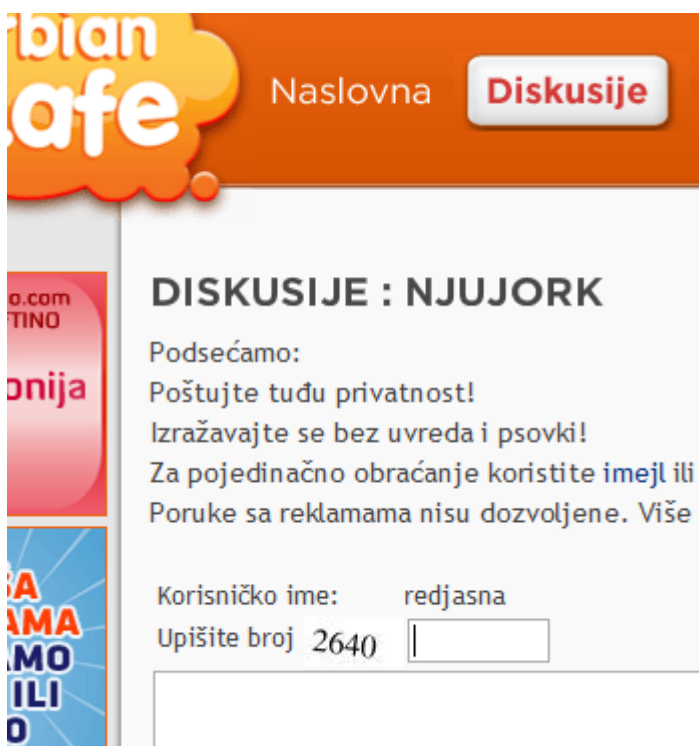 rbian
afe
Naslovna
Diskusije
o.com
TINO
onija
DISKUSIJE : NJUJORK
Podsećamo:
Poštujte tuđu privatnost!
Izražavajte se bez uvreda i psovki!
Za pojedinačno obraćanje koristite imejl ili
Poruke sa reklamama nisu dozvoljene. Više
Korisničko ime: redjasna
Upišite broj 2640
AMA
MO
ILI
O